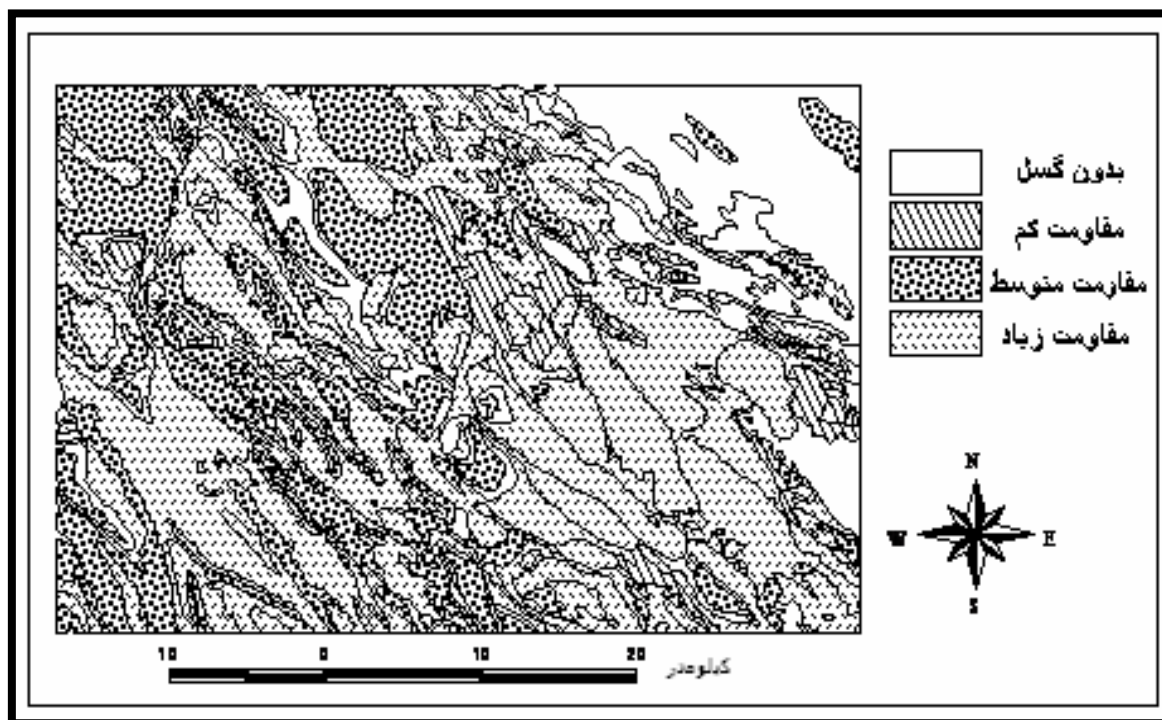 بدون گسل
مقاومت کم
مقاومت متوسط
مقاومت زیاد
N
W E
S
10 0 10 20
کیلومتر